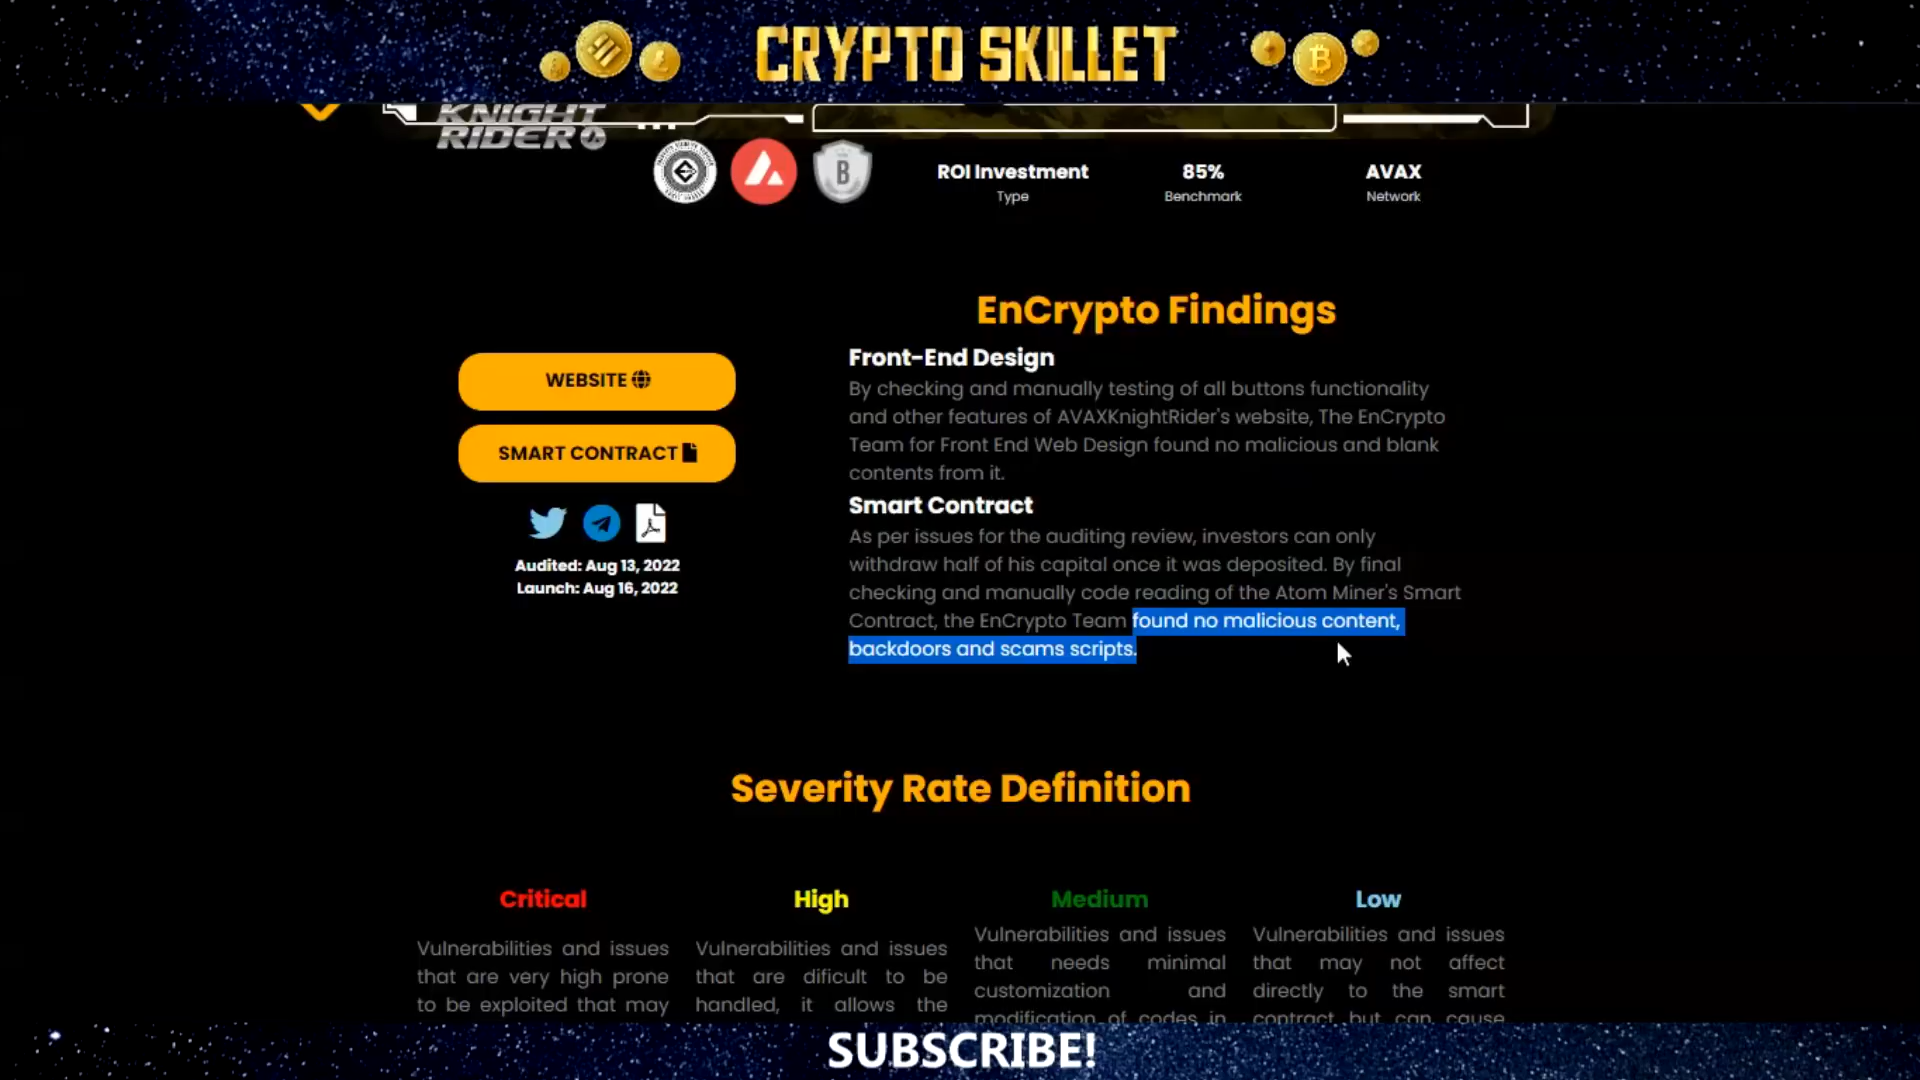 CRYPTO SKILLET
KNIGHT
RIDER
B
ROI Investment
Type
85%
Benchmark
AVAX
Network
EnCrypto Findings
WEBSITE
SMART CONTRACT
Audited: Aug 13, 2022
Launch: Aug 16, 2022
Front-End Design
By checking and manually testing of all buttons functionality
and other features of AVAXKnightRider's website, The EnCrypto
Team for Front End Web Design found no malicious and blank
contents from it.
Smart Contract
As per issues for the auditing review, investors can only
withdraw half of his capital once it was deposited. By final
checking and manually code reading of the Atom Miner's Smart
Contract, the EnCrypto Team found no malicious content,
backdoors and scams scripts.
Severity Rate Definition
Critical
Vulnerabilities and issues
that are very high prone
to be exploited that may
High
Vulnerabilities and issues
that are dificult to be
handled, it allows the
Medium
Vulnerabilities and issues
that needs minimal
customization and
modification of codes in
Low
Vulnerabilities and issues
that may not affect
directly to the smart
contract but can cause
SUBSCRIBE!